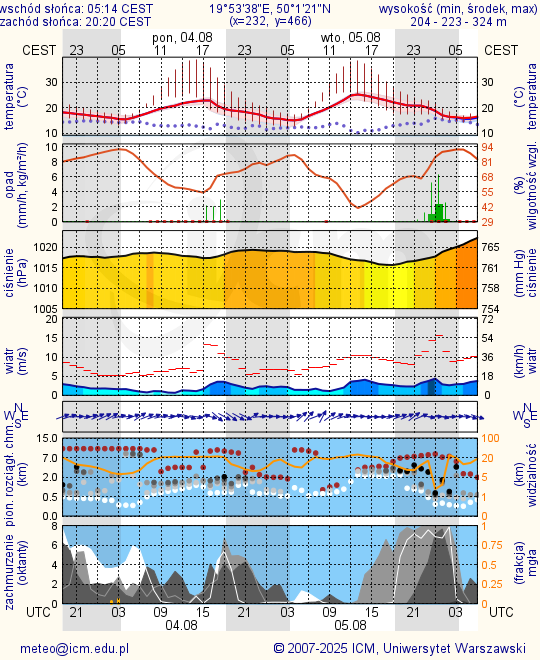 wschód słońca: 05:14 CEST 19°53'38"E, 50°1'21"N wysokość (min, środek, max)
zachód słońca: 20:20 CEST (x=232, y=466) 204 - 223 - 324 m
pon, 04.08 wto, 05.08
CEST 23 05 11 17 23 05 11 17 23 05 CEST
temperatura (°C) 30 20 10 30 20 10 (°C) temperatura
opad (mm/h, kg/m²/h) 10 8 6 4 2 0 94 81 68 55 42 29 (%) wilgotność wzgl.
ciśnienie (hPa) 1020 1015 1010 1005 765 761 758 754 (mm Hg) ciśnienie
wiatr (m/s) 20 15 10 5 0 72 54 36 18 0 (km/h) wiatr
N W E S N W E S
pion. rozciągł. chm. (km) 15.0 7.0 2.0 0.5 0.0 100 20 5 1 0 (km) widzialność
zachmurzenie (oktanty) 8 6 4 2 0 1 0.75 0.5 0.25 0 (frakcja) mgła
UTC 21 03 09 15 21 03 09 15 21 03 UTC
04.08 05.08
meteo@icm.edu.pl © 2007-2025 ICM, Uniwersytet Warszawski